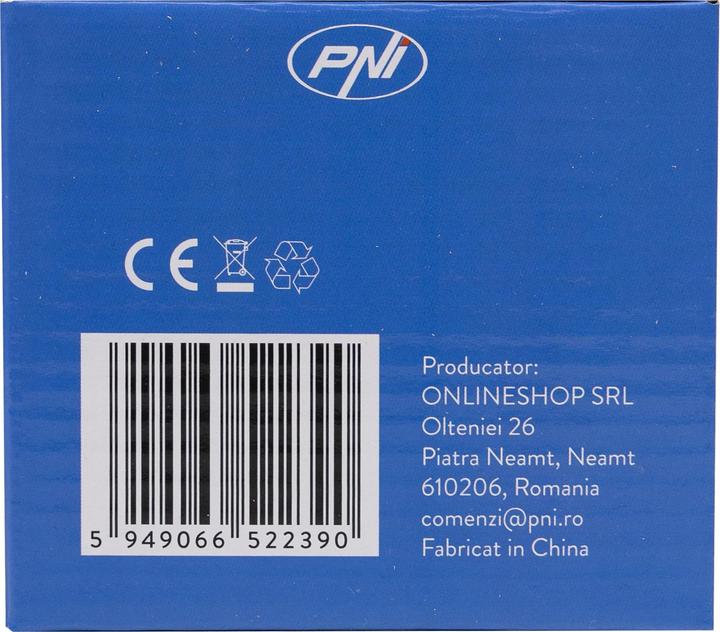 PNI
CE
5 949066 522390
Producator:
ONLINESHOP SRL
Olteniei 26
Piatra Neamt, Neamt
610206, Romania
comenzi@pni.ro
Fabricat in China